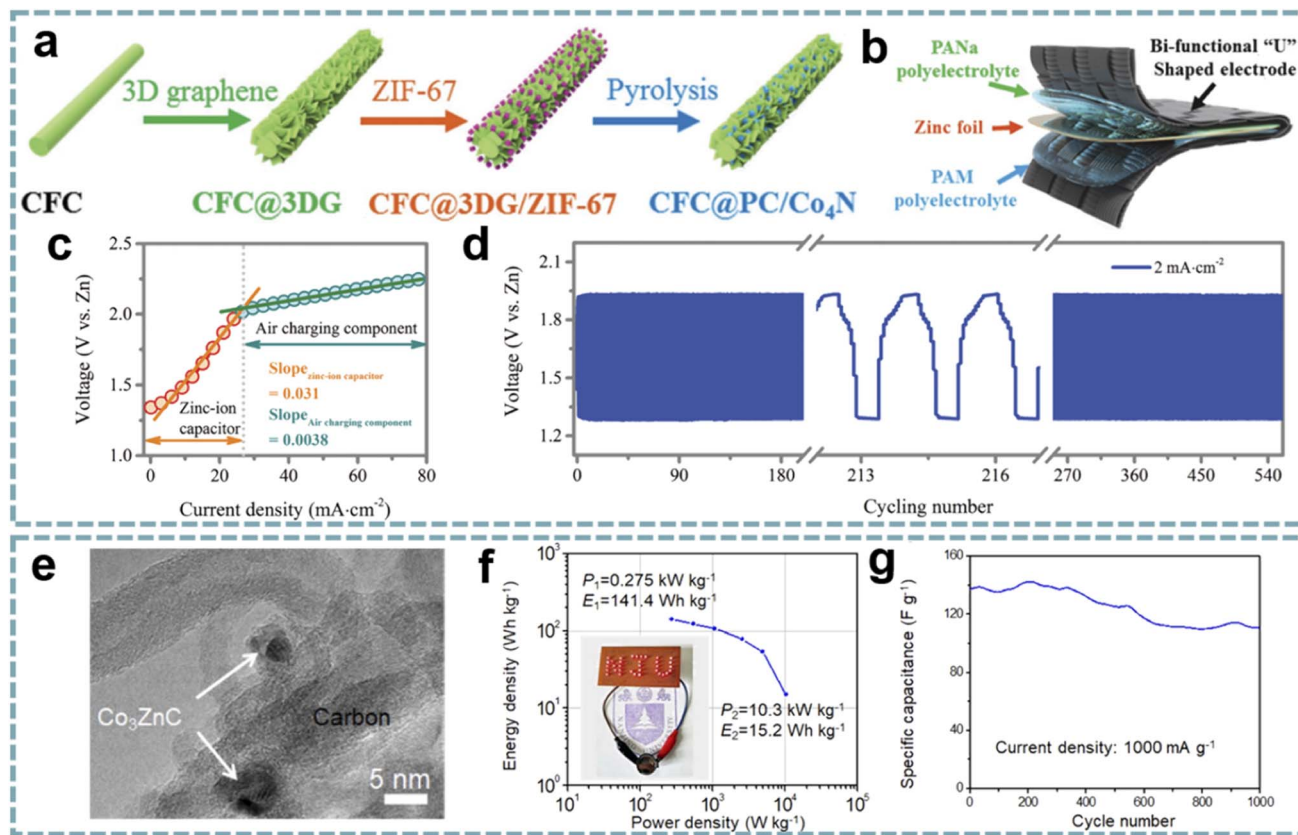 a
3D graphene
ZIF-67
Pyrolysis
CFC
CFC@3DG
CFC@3DG/ZIF-67
CFC@PC/Co₄N
b
PANa
polyelectrolyte
Bi-functional “U”
Shaped electrode
Zinc foil
PAM
polyelectrolyte
c
Voltage (V vs. Zn)
2.5
2.0
1.5
1.0
Air charging component
Zinc-ion
capacitor
Slope zinc-ion capacitor
= 0.031
Slope Air charging component
= 0.0038
0 20 40 60 80
Current density (mA·cm⁻²)
d
Voltage (V vs. Zn)
2.1
1.8
1.5
1.2
2 mA·cm⁻²
0 90 180 213 216 270 360 450 540
Cycling number
e
Co₃ZnC
Carbon
5 nm
f
Energy density (Wh kg⁻¹)
10³
10²
10¹
10⁰
P₁=0.275 kW kg⁻¹
E₁=141.4 Wh kg⁻¹
NJU
P₂=10.3 kW kg⁻¹
E₂=15.2 Wh kg⁻¹
10¹ 10² 10³ 10⁴ 10⁵
Power density (W kg⁻¹)
g
Specific capacitance (F g⁻¹)
160
120
80
40
0
Current density: 1000 mA g⁻¹
0 200 400 600 800 1000
Cycle number